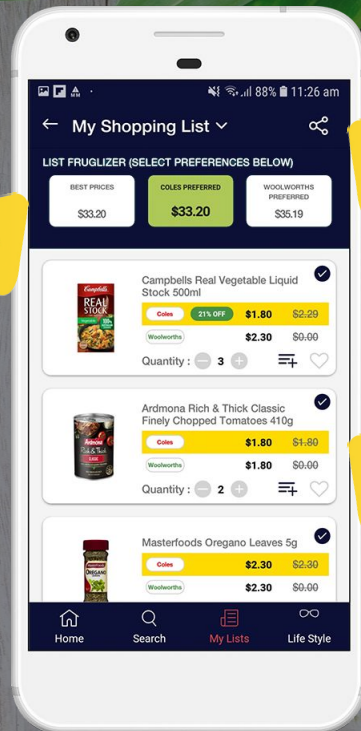 88% 11:26 am
My Shopping List
LIST FRUGLIZER (SELECT PREFERENCES BELOW)
BEST PRICES
$33.20
COLES PREFERRED
$33.20
WOOLWORTHS
PREFERRED
$35.19
Campbells Real Vegetable Liquid
Stock 500ml
Campbell's
REAL
STOCK
Coles 21% OFF $1.80 $2.29
Woolworths $2.30 $0.00
Quantity : 3
Ardmona Rich & Thick Classic
Finely Chopped Tomatoes 410g
Ardmona
Rich & Thick
Coles $1.80 $1.80
Woolworths $1.80 $0.00
Quantity : 2
Masterfoods Oregano Leaves 5g
OREGANO
Coles $2.30 $2.30
Woolworths $2.30 $0.00
Home Search My Lists Life Style